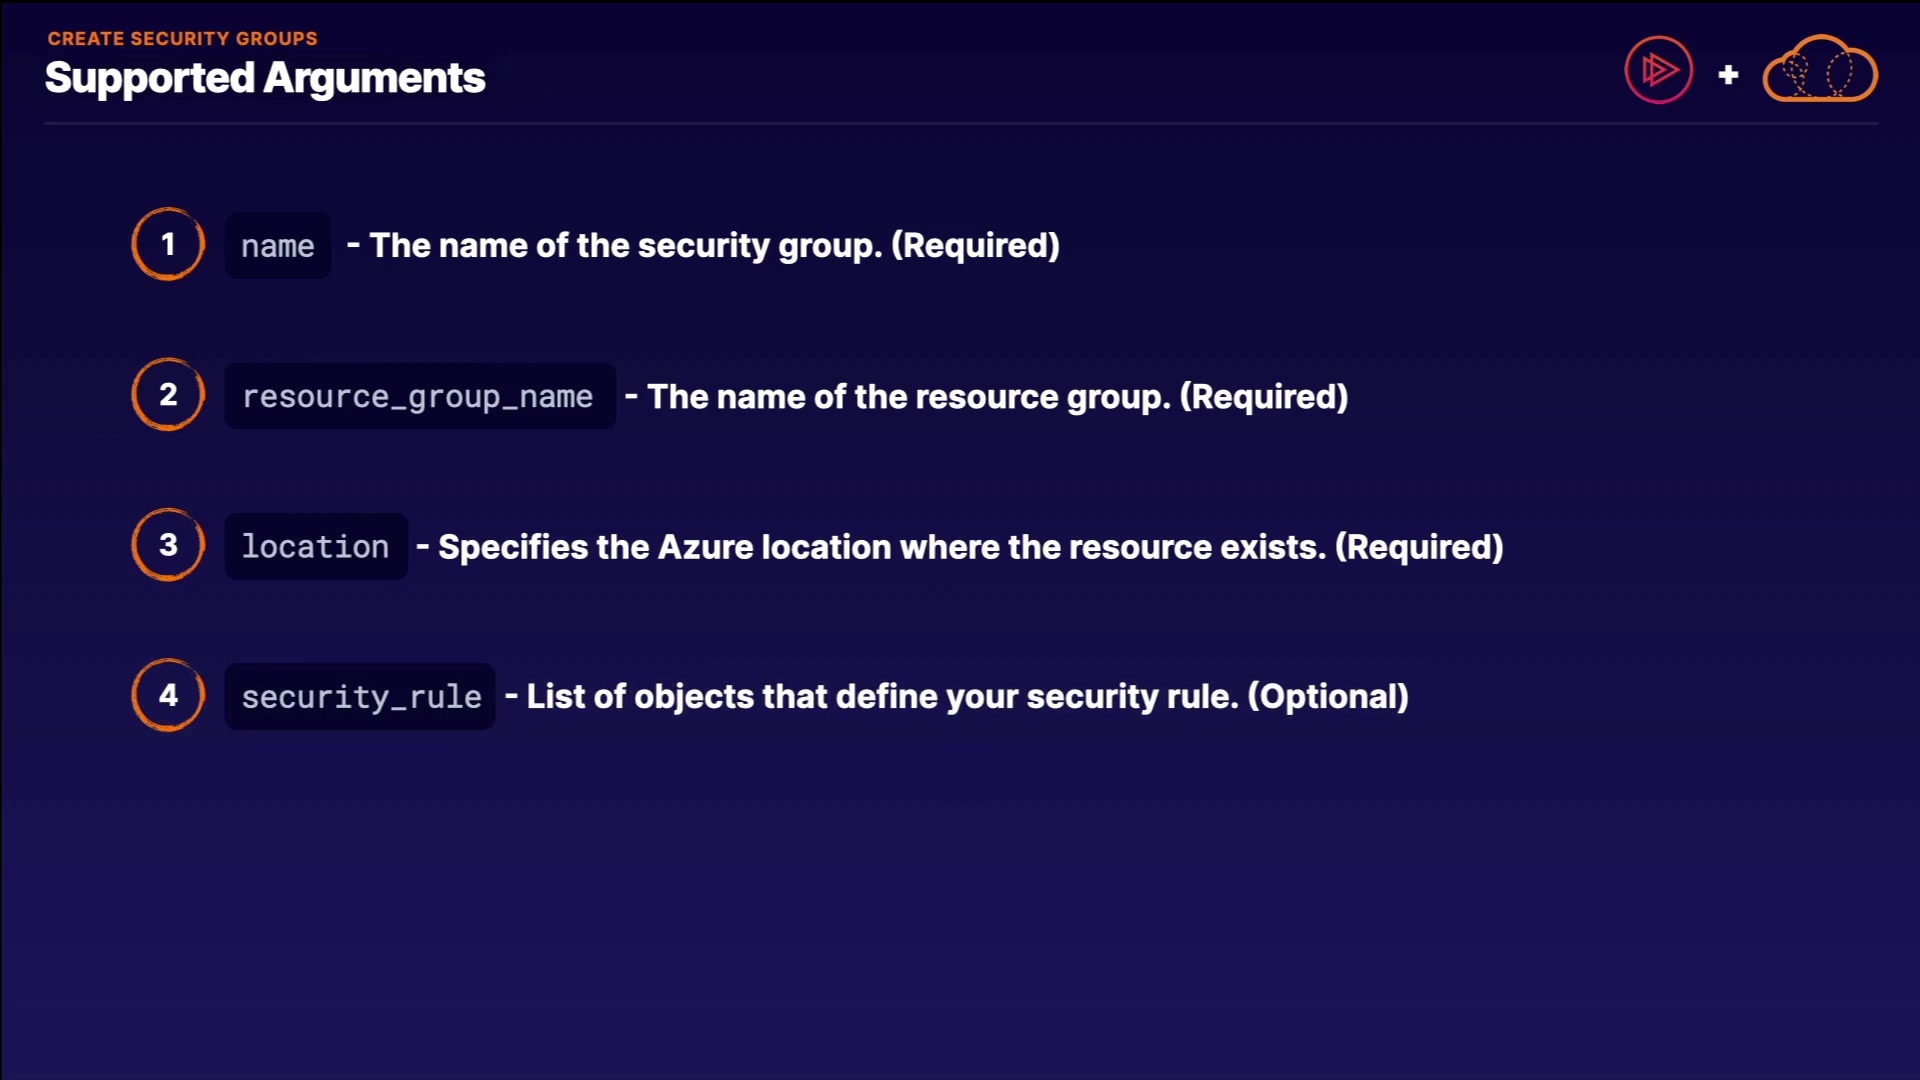 CREATE SECURITY GROUPS
Supported Arguments
+
1 name - The name of the security group. (Required)
2 resource_group_name - The name of the resource group. (Required)
3 location - Specifies the Azure location where the resource exists. (Required)
4 security_rule - List of objects that define your security rule. (Optional)